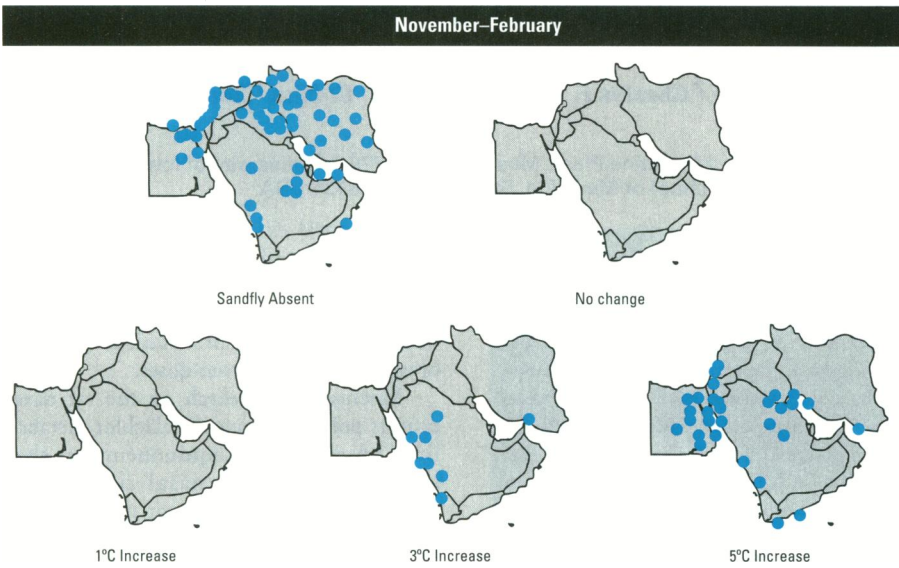 November–February
Sandfly Absent
No change
1°C Increase
3°C Increase
5°C Increase